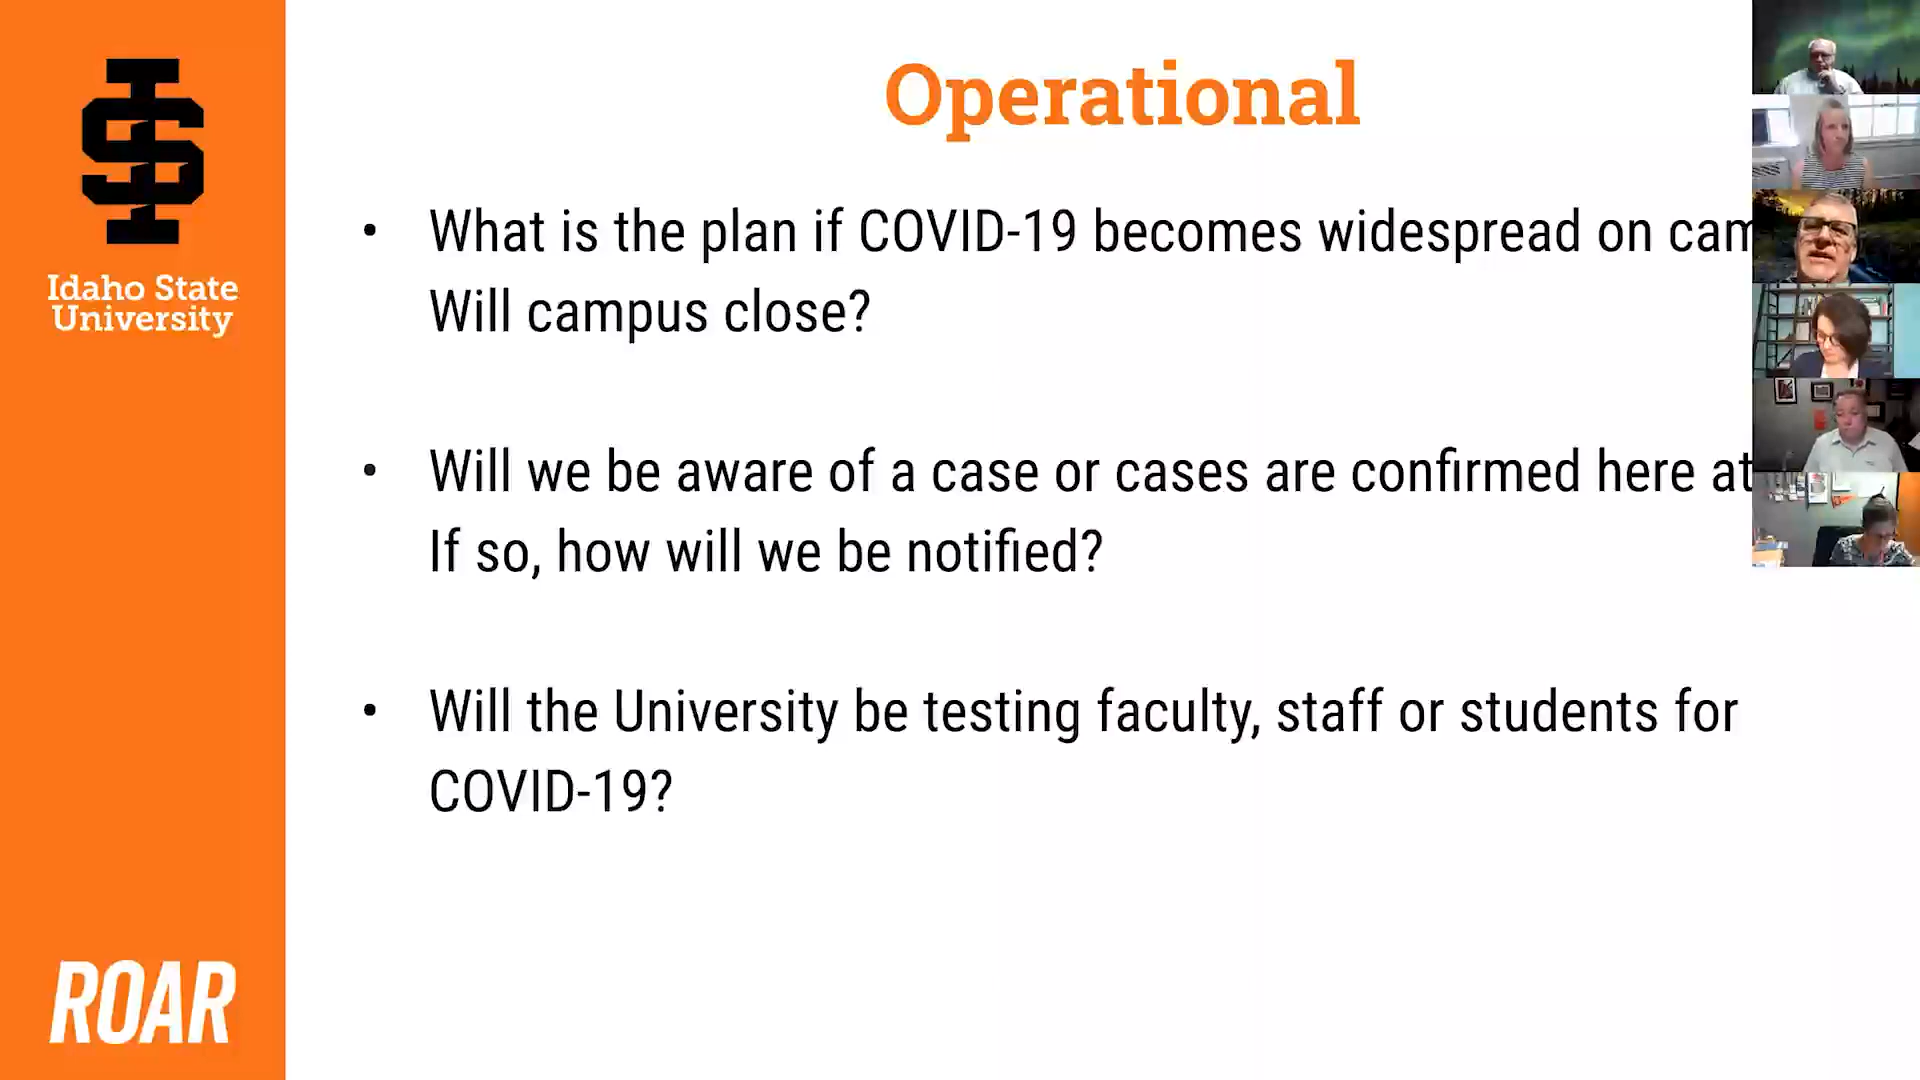 Operational
• What is the plan if COVID-19 becomes widespread on
Will campus close?
• Will we be aware of a case or cases are confirmed here at
If so, how will we be notified?
• Will the University be testing faculty, staff or students for
COVID-19?
IS
Idaho State
University
ROAR